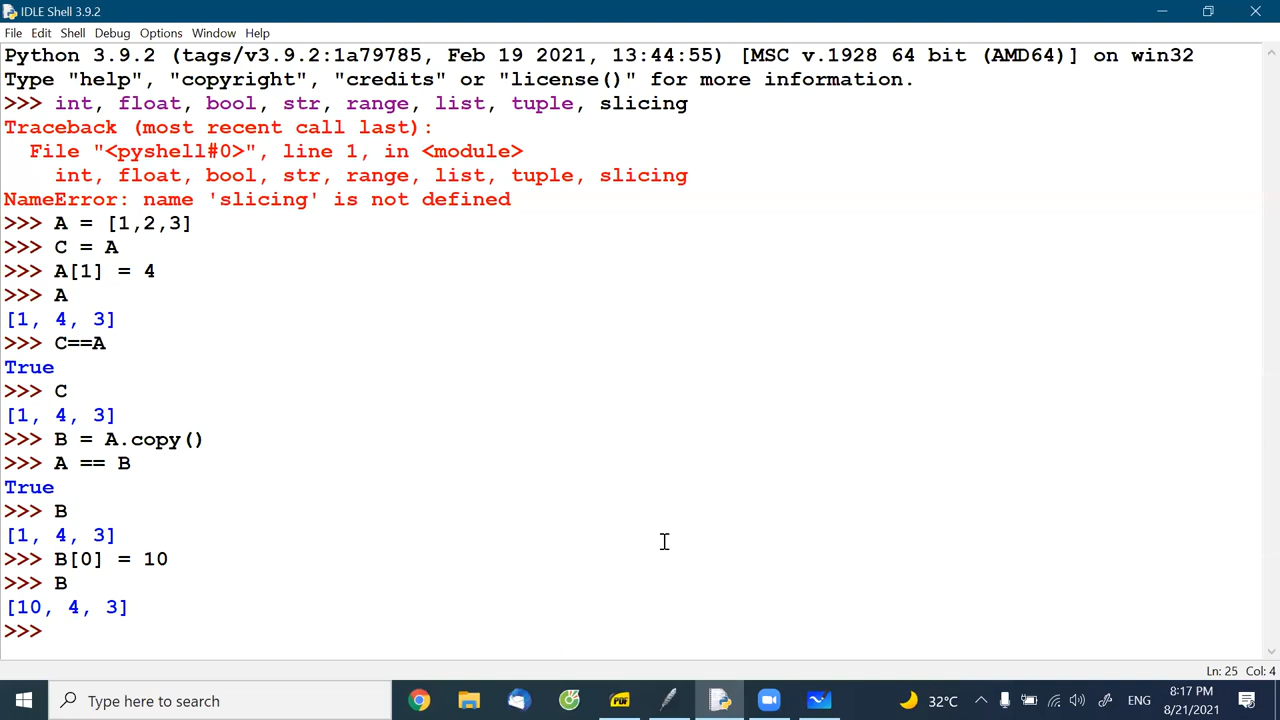 IDLE Shell 3.9.2
File Edit Shell Debug Options Window Help
Python 3.9.2 (tags/v3.9.2:1a79785, Feb 19 2021, 13:44:55) [MSC v.1928 64 bit (AMD64)] on win32
Type "help", "copyright", "credits" or "license()" for more information.
>>> int, float, bool, str, range, list, tuple, slicing
Traceback (most recent call last):
  File "<pyshell#0>", line 1, in <module>
    int, float, bool, str, range, list, tuple, slicing
NameError: name 'slicing' is not defined
>>> A = [1,2,3]
>>> C = A
>>> A[1] = 4
>>> A
[1, 4, 3]
>>> C==A
True
>>> C
[1, 4, 3]
>>> B = A.copy()
>>> A == B
True
>>> B
[1, 4, 3]
>>> B[0] = 10
>>> B
[10, 4, 3]
>>>
Ln: 25 Col: 4
Type here to search
PDF
32°C
ENG
8:17 PM
8/21/2021